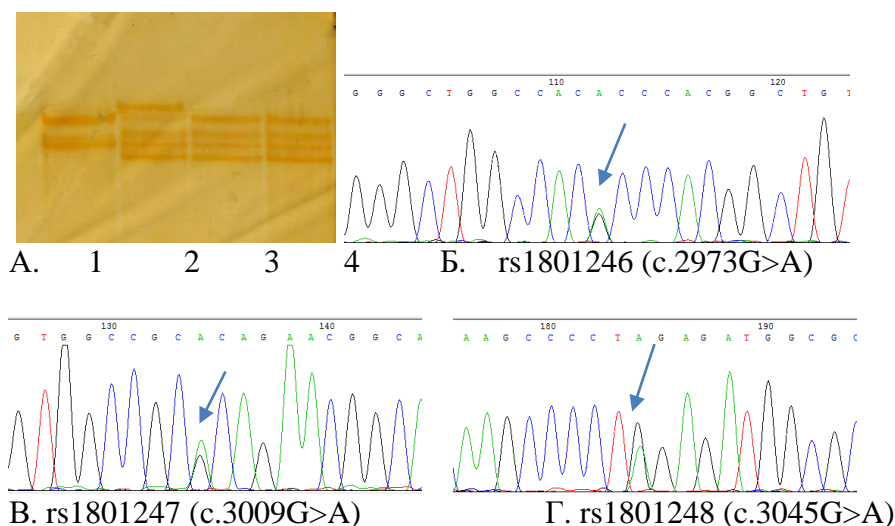 110 120
G G G C T G G C C A C A C C C A C G G C T G T
А. 1 2 3 4 Б. rs1801246 (c.2973G>A)
130 140
G T G G C C G C A C A G A A C G G C A
180 190
A A G C C C C T A G A G A T G G C G C
В. rs1801247 (c.3009G>A) Г. rs1801248 (c.3045G>A)